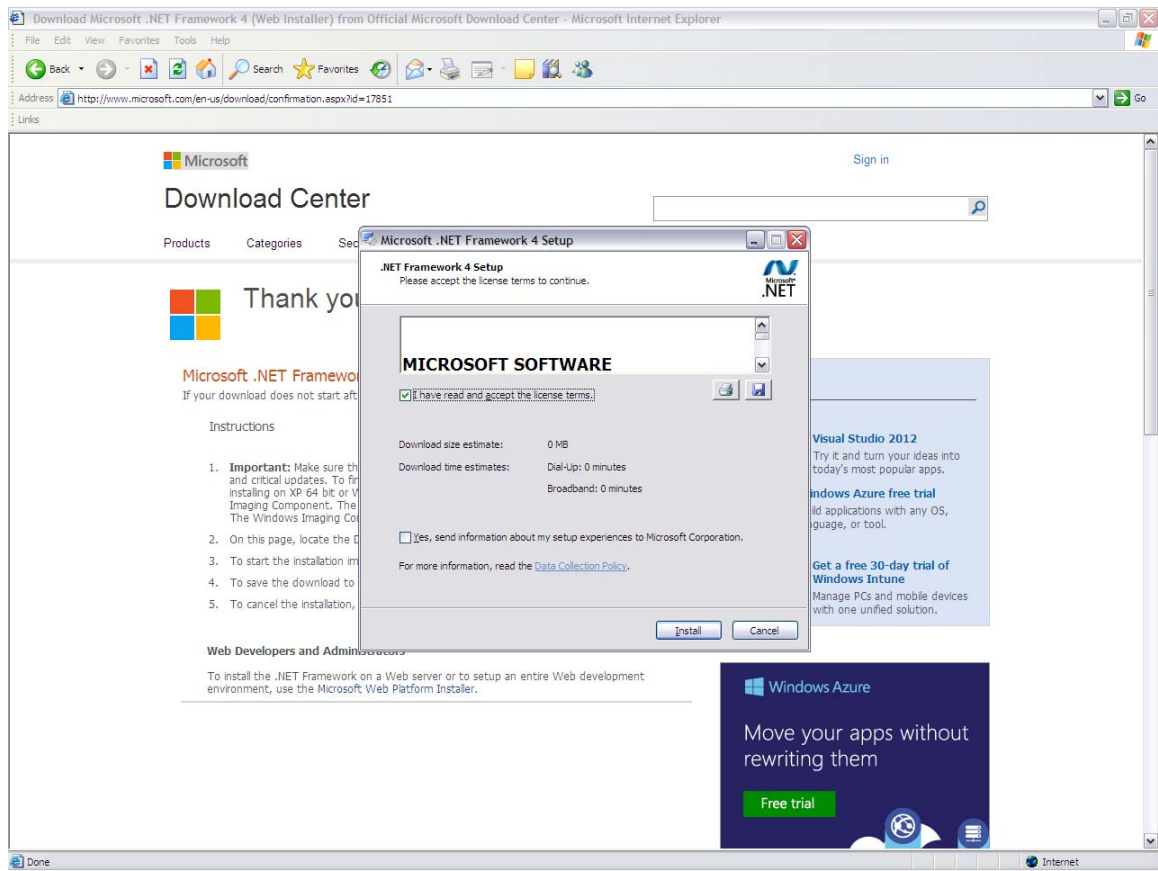 Download Microsoft .NET Framework 4 (Web Installer) from Official Microsoft Download Center - Microsoft Internet Explorer
File Edit View Favorites Tools Help
Back Search Favorites
Address http://www.microsoft.com/en-us/download/confirmation.aspx?id=17851 Go
Links
Microsoft
Sign in
Download Center
Products Categories Sec
Thank you
Microsoft .NET Framewor
If your download does not start aft
Instructions
1. Important: Make sure th
and critical updates. To fin
installing on XP 64 bit or W
Imaging Component. The
The Windows Imaging Co
2. On this page, locate the D
3. To start the installation im
4. To save the download to
5. To cancel the installation,
Web Developers and Administrators
To install the .NET Framework on a Web server or to setup an entire Web development
environment, use the Microsoft Web Platform Installer.
Microsoft .NET Framework 4 Setup
.NET Framework 4 Setup
Please accept the license terms to continue.
Microsoft®
.NET
MICROSOFT SOFTWARE
I have read and accept the license terms.
Download size estimate: 0 MB
Download time estimates: Dial-Up: 0 minutes
Broadband: 0 minutes
Yes, send information about my setup experiences to Microsoft Corporation.
For more information, read the Data Collection Policy.
Install Cancel
Visual Studio 2012
Try it and turn your ideas into
today's most popular apps.
indows Azure free trial
ild applications with any OS,
nguage, or tool.
Get a free 30-day trial of
Windows Intune
Manage PCs and mobile devices
with one unified solution.
Windows Azure
Move your apps without
rewriting them
Free trial
Done
Internet